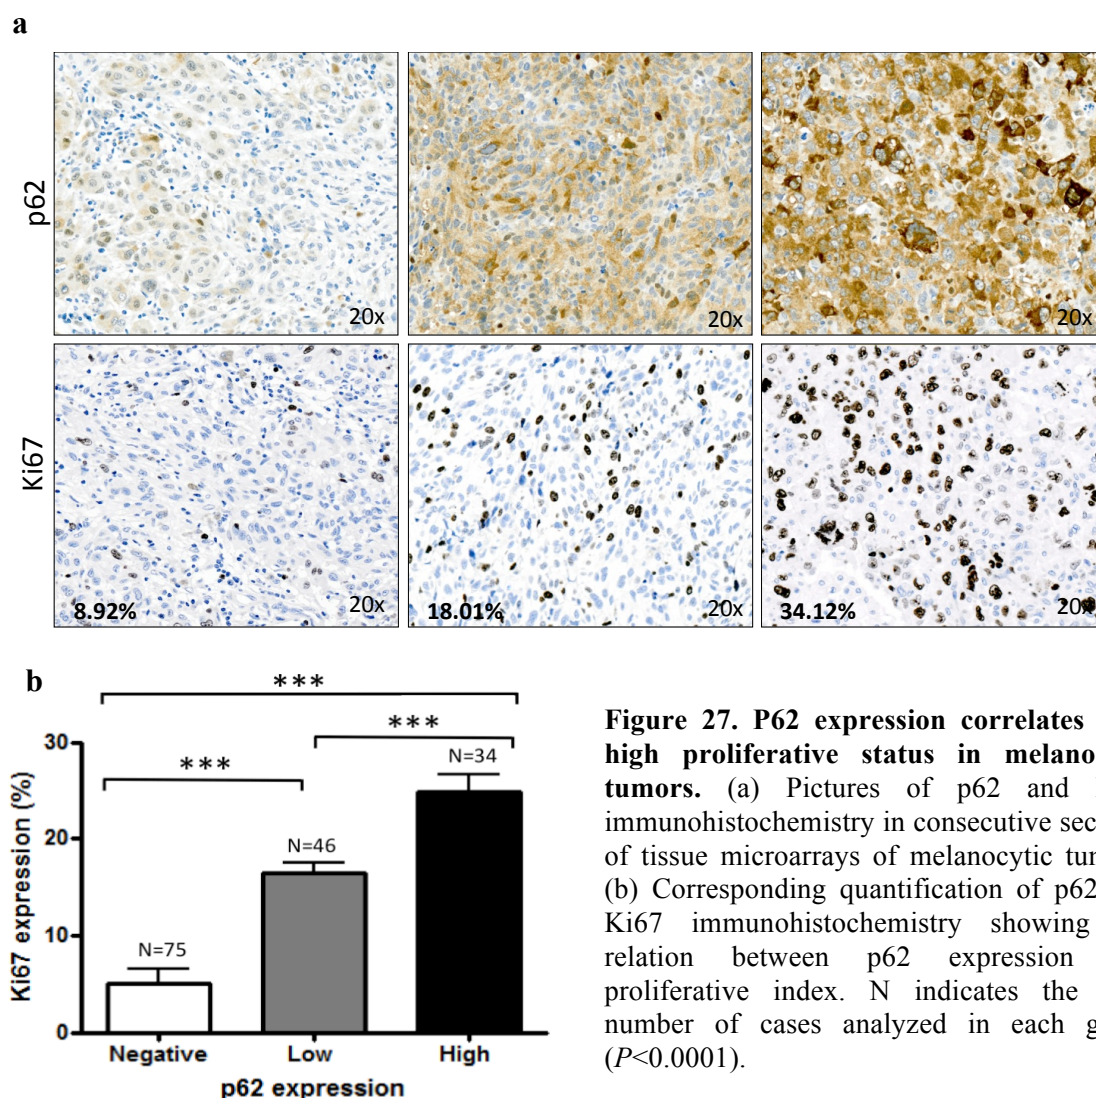 a
p62
20x
20x
20x
Ki67
8.92%
20x
18.01%
20x
34.12%
20x
b
***
***
***
Ki67 expression (%)
30
20
10
0
N=75
N=46
N=34
Negative
Low
High
p62 expression
Figure 27. P62 expression correlates
high proliferative status in melano
tumors. (a) Pictures of p62 and
immunohistochemistry in consecutive sec
of tissue microarrays of melanocytic tu
(b) Corresponding quantification of p62
Ki67 immunohistochemistry showing
relation between p62 expression
proliferative index. N indicates the
number of cases analyzed in each g
(P<0.0001).